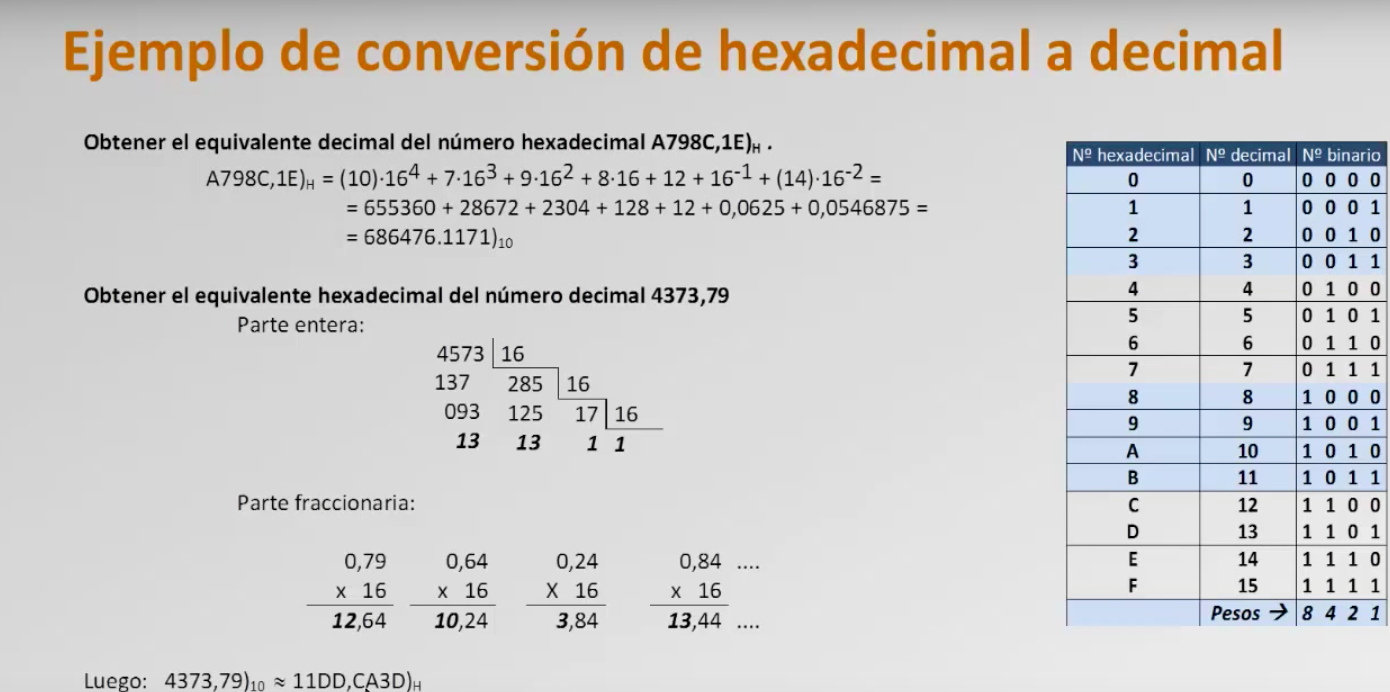 Ejemplo de conversión de hexadecimal a decimal
Obtener el equivalente decimal del número hexadecimal A798C,1E)H .
A798C,1E)H = (10)·16^4 + 7·16^3 + 9·16^2 + 8·16 + 12 + 16^-1 + (14)·16^-2 =
= 655360 + 28672 + 2304 + 128 + 12 + 0,0625 + 0,0546875 =
= 686476.1171)10
Obtener el equivalente hexadecimal del número decimal 4373,79
Parte entera:
4573 16
137 285 16
093 125 17 16
13 13 1 1
Parte fraccionaria:
0,79 0,64 0,24 0,84 ....
x 16 x 16 X 16 x 16
12,64 10,24 3,84 13,44 ....
Luego: 4373,79)10 ≈ 11DD,CA3D)H
Nº hexadecimal Nº decimal Nº binario
0 0 0 0 0 0
1 1 0 0 0 1
2 2 0 0 1 0
3 3 0 0 1 1
4 4 0 1 0 0
5 5 0 1 0 1
6 6 0 1 1 0
7 7 0 1 1 1
8 8 1 0 0 0
9 9 1 0 0 1
A 10 1 0 1 0
B 11 1 0 1 1
C 12 1 1 0 0
D 13 1 1 0 1
E 14 1 1 1 0
F 15 1 1 1 1
Pesos → 8 4 2 1